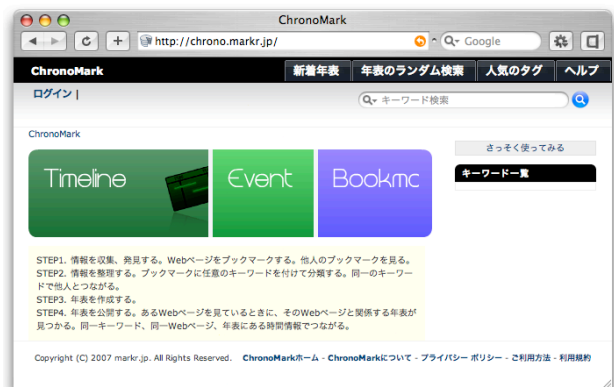 ChronoMark
http://chrono.markr.jp/
Google
ChronoMark 新着年表 年表のランダム検索 人気のタグ ヘルプ
ログイン |
キーワード検索
ChronoMark
さっそく使ってみる
Timeline Event Bookmc
キーワード一覧
STEP1. 情報を収集、発見する。Webページをブックマークする。他人のブックマークを見る。
STEP2. 情報を整理する。ブックマークに任意のキーワードを付けて分類する。同一のキーワー
ドで他人とつながる。
STEP3. 年表を作成する。
STEP4. 年表を公開する。あるWebページを見ているときに、そのWebページと関係する年表が
見つかる。同一キーワード、同一Webページ、年表にある時間情報でつながる。
Copyright (C) 2007 markr.jp. All Rights Reserved. ChronoMarkホーム - ChronoMarkについて - プライバシー ポリシー - ご利用方法 - 利用規約